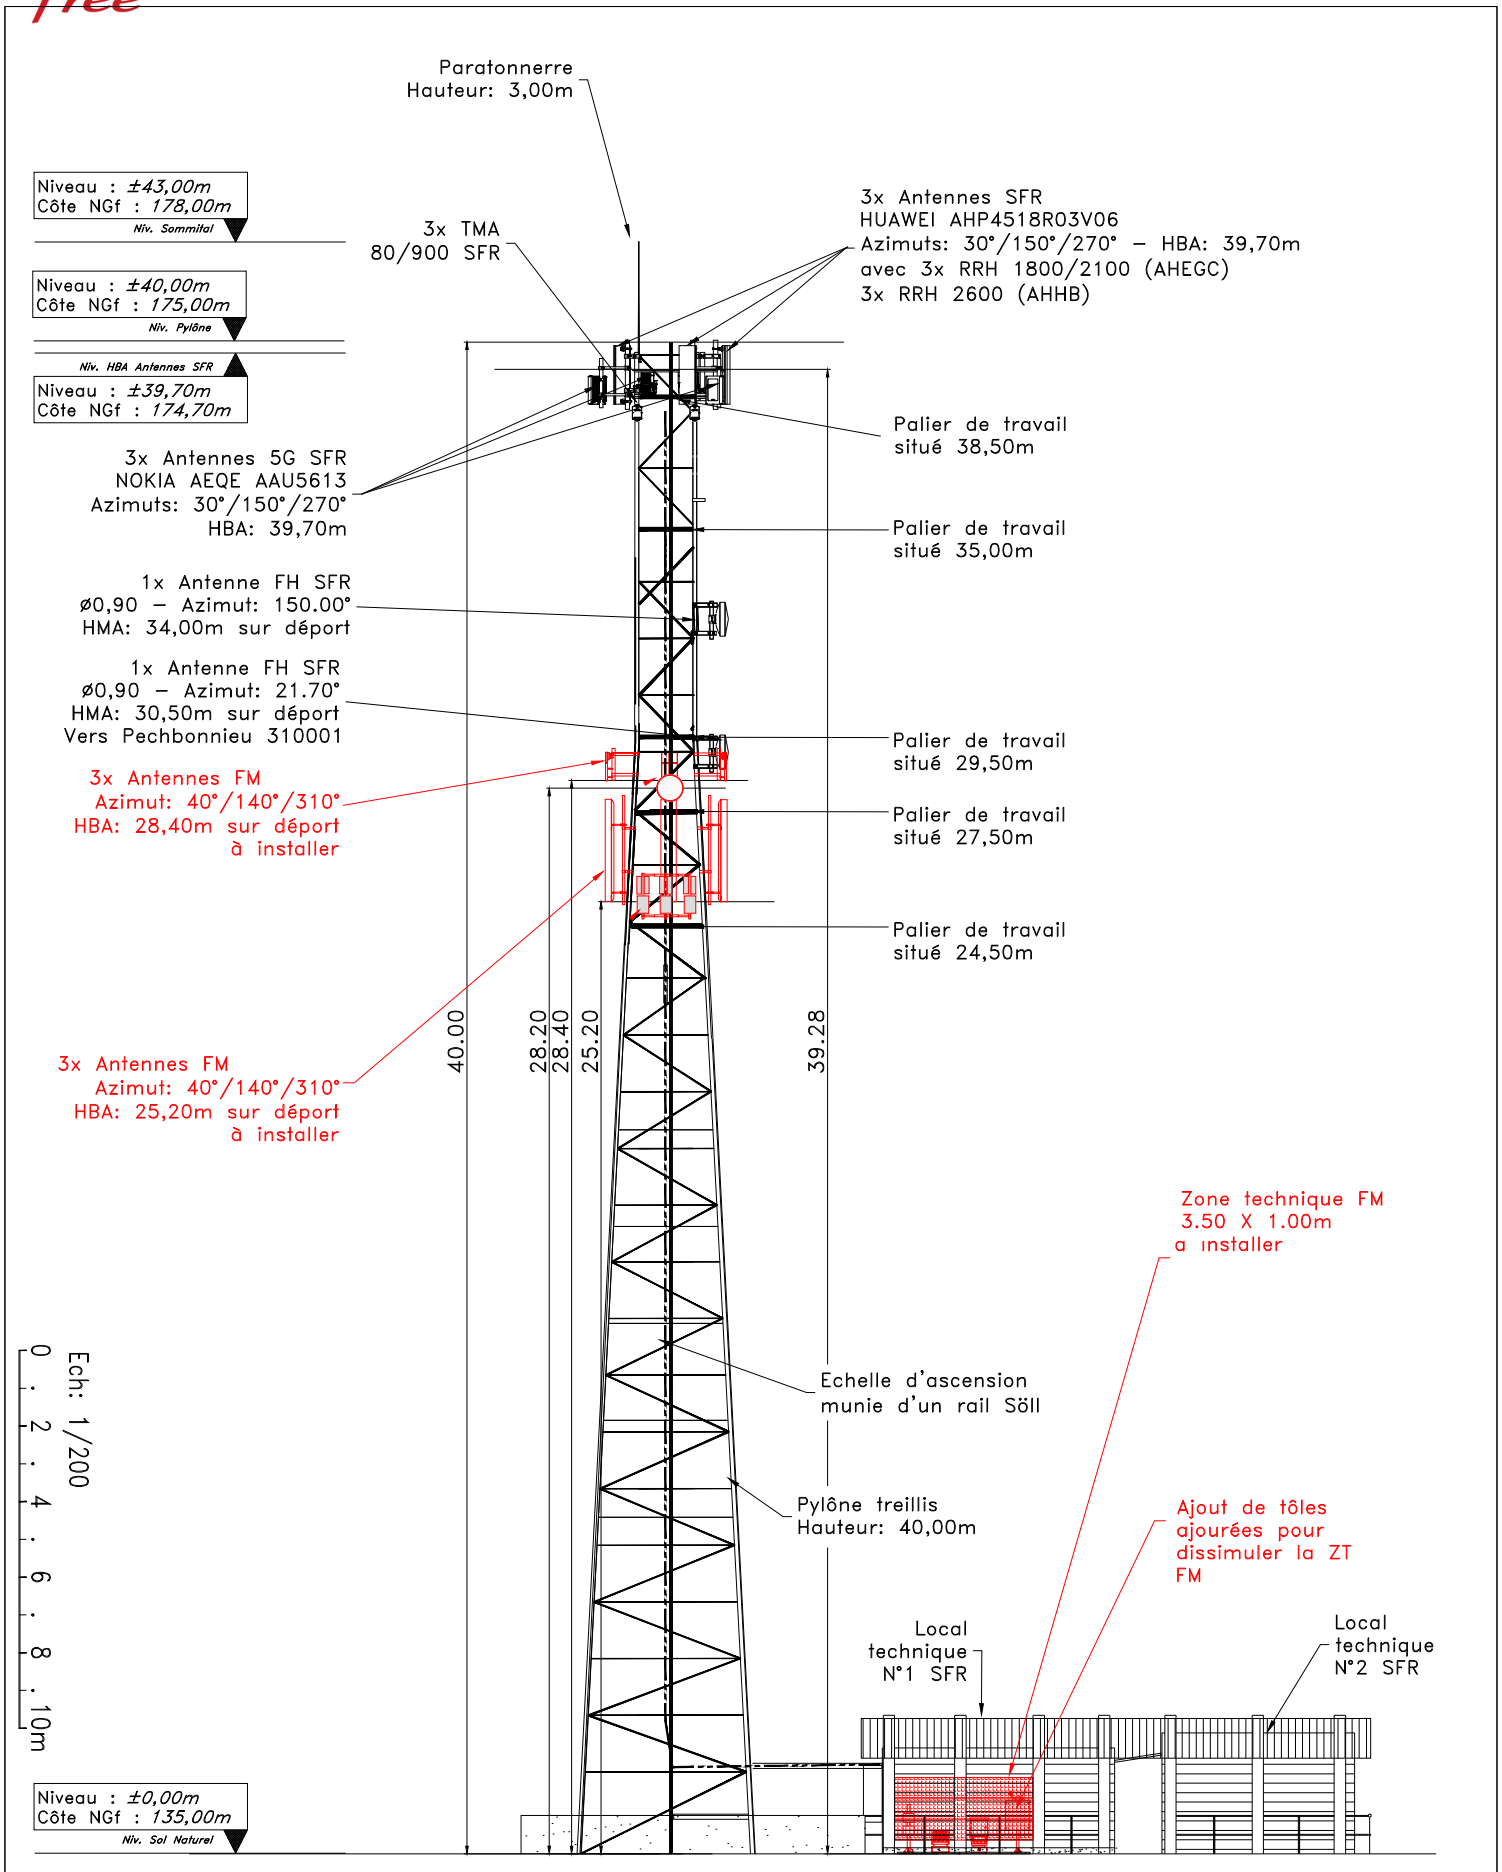 free
Paratonnerre
Hauteur: 3,00m
Niveau : ±43,00m
Côte NGf : 178,00m
Niv. Sommital
3x TMA
80/900 SFR
3x Antennes SFR
HUAWEI AHP4518R03V06
Azimuts: 30°/150°/270° – HBA: 39,70m
avec 3x RRH 1800/2100 (AHEGC)
3x RRH 2600 (AHHB)
Niveau : ±40,00m
Côte NGf : 175,00m
Niv. Pylône
Niv. HBA Antennes SFR
Niveau : ±39,70m
Côte NGf : 174,70m
Palier de travail
situé 38,50m
3x Antennes 5G SFR
NOKIA AEQE AAU5613
Azimuts: 30°/150°/270°
HBA: 39,70m
Palier de travail
situé 35,00m
1x Antenne FH SFR
ø0,90 – Azimut: 150.00°
HMA: 34,00m sur départ
1x Antenne FH SFR
ø0,90 – Azimut: 21.70°
HMA: 30,50m sur départ
Vers Pechbonnieu 310001
Palier de travail
situé 29,50m
3x Antennes FM
Azimut: 40°/140°/310°
HBA: 28,40m sur départ
à installer
Palier de travail
situé 27,50m
Palier de travail
situé 24,50m
40.00
28.20
28.40
25.20
39.28
3x Antennes FM
Azimut: 40°/140°/310°
HBA: 25,20m sur départ
à installer
Zone technique FM
3.50 X 1.00m
a ınstaller
Echelle d'ascension
munie d'un rail Söll
Ech: 1/200
0
2
4
6
8
10m
Pylône treillis
Hauteur: 40,00m
Ajout de tôles
ajourées pour
dissimuler la ZT
FM
Local
technique
N°1 SFR
Local
technique
N°2 SFR
Niveau : ±0,00m
Côte NGf : 135,00m
Niv. Sol Naturel